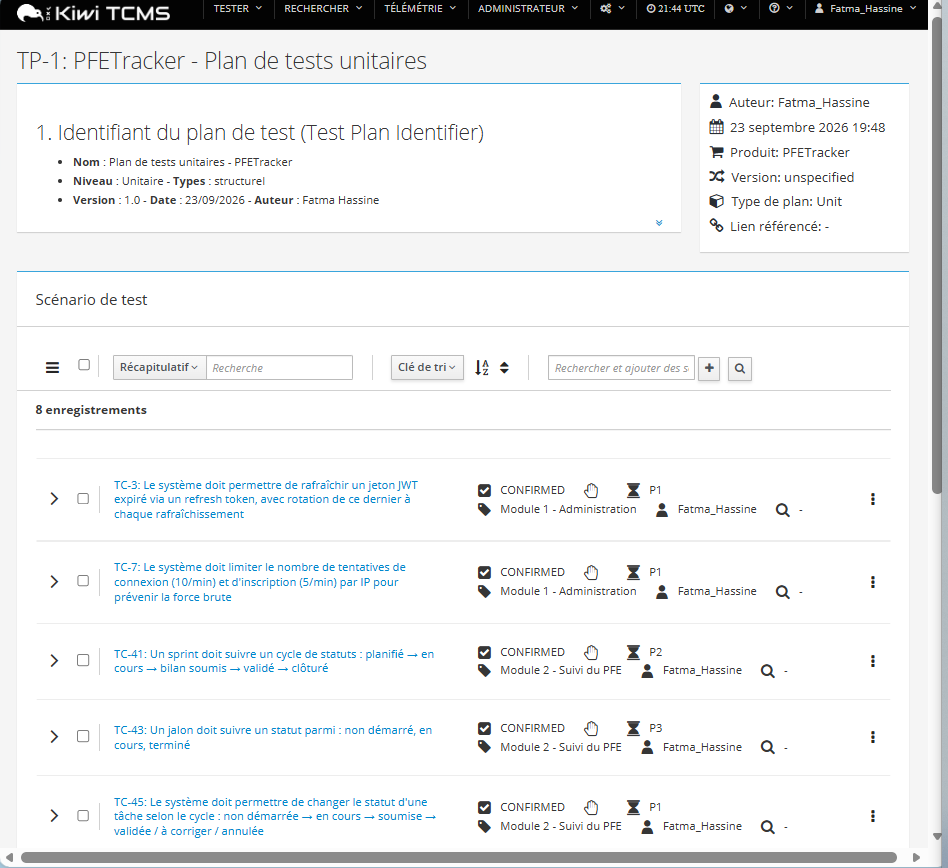 Kiwi TCMS
TESTER
RECHERCHER
TÉLÉMÉTRIE
ADMINISTRATEUR
21:44 UTC
Fatma_Hassine
TP-1: PFETracker - Plan de tests unitaires
1. Identifiant du plan de test (Test Plan Identifier)
• Nom : Plan de tests unitaires - PFETracker
• Niveau : Unitaire - Types : structurel
• Version : 1.0 - Date : 23/09/2026 - Auteur : Fatma Hassine
Auteur: Fatma_Hassine
23 septembre 2026 19:48
Produit: PFETracker
Version: unspecified
Type de plan: Unit
Lien référencé: -
Scénario de test
Récapitulatif
Recherche
Clé de tri
Rechercher et ajouter des s
8 enregistrements
TC-3: Le système doit permettre de rafraîchir un jeton JWT
expiré via un refresh token, avec rotation de ce dernier à
chaque rafraîchissement
CONFIRMED P1
Module 1 - Administration Fatma_Hassine -
TC-7: Le système doit limiter le nombre de tentatives de
connexion (10/min) et d'inscription (5/min) par IP pour
prévenir la force brute
CONFIRMED P1
Module 1 - Administration Fatma_Hassine -
TC-41: Un sprint doit suivre un cycle de statuts : planifié → en
cours → bilan soumis → validé → clôturé
CONFIRMED P2
Module 2 - Suivi du PFE Fatma_Hassine -
TC-43: Un jalon doit suivre un statut parmi : non démarré, en
cours, terminé
CONFIRMED P3
Module 2 - Suivi du PFE Fatma_Hassine -
TC-45: Le système doit permettre de changer le statut d'une
tâche selon le cycle : non démarrée → en cours → soumise →
validée / à corriger / annulée
CONFIRMED P1
Module 2 - Suivi du PFE Fatma_Hassine -